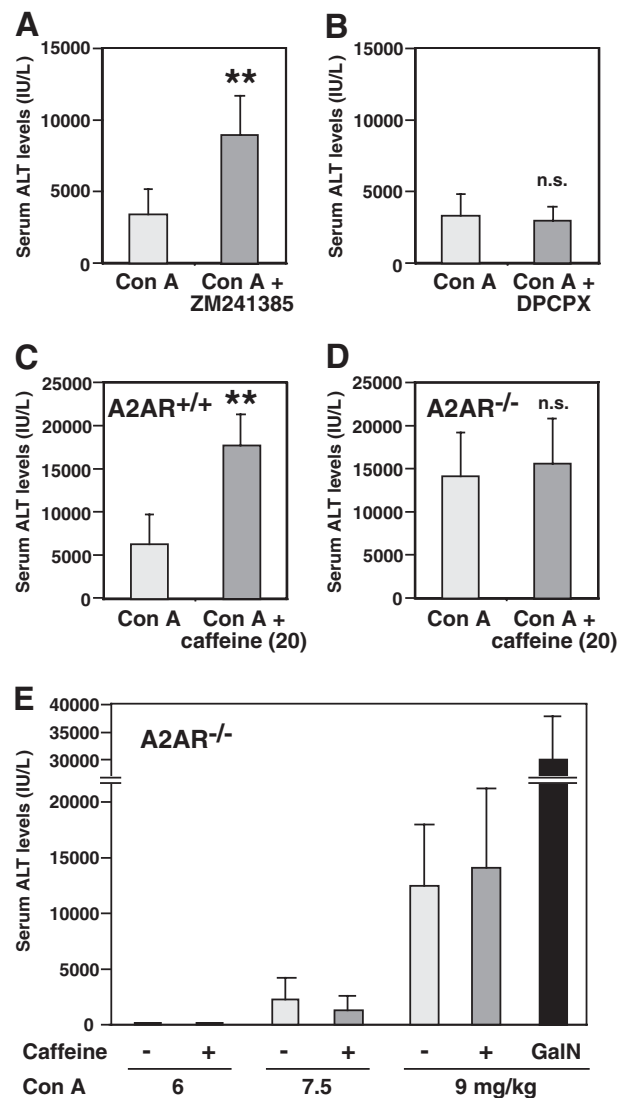 A
Serum ALT levels (IU/L)
15000
10000
5000
0
**
Con A
Con A +
ZM241385
B
Serum ALT levels (IU/L)
15000
10000
5000
0
n.s.
Con A
Con A +
DPCPX
C
Serum ALT levels (IU/L)
25000
20000
15000
10000
5000
0
A2AR+/+
**
Con A
Con A +
caffeine (20)
D
Serum ALT levels (IU/L)
25000
20000
15000
10000
5000
0
A2AR-/-
n.s.
Con A
Con A +
caffeine (20)
E
Serum ALT levels (IU/L)
40000
35000
30000
20000
15000
10000
5000
0
A2AR-/-
Caffeine - + - + - + GalN
Con A 6 7.5 9 mg/kg